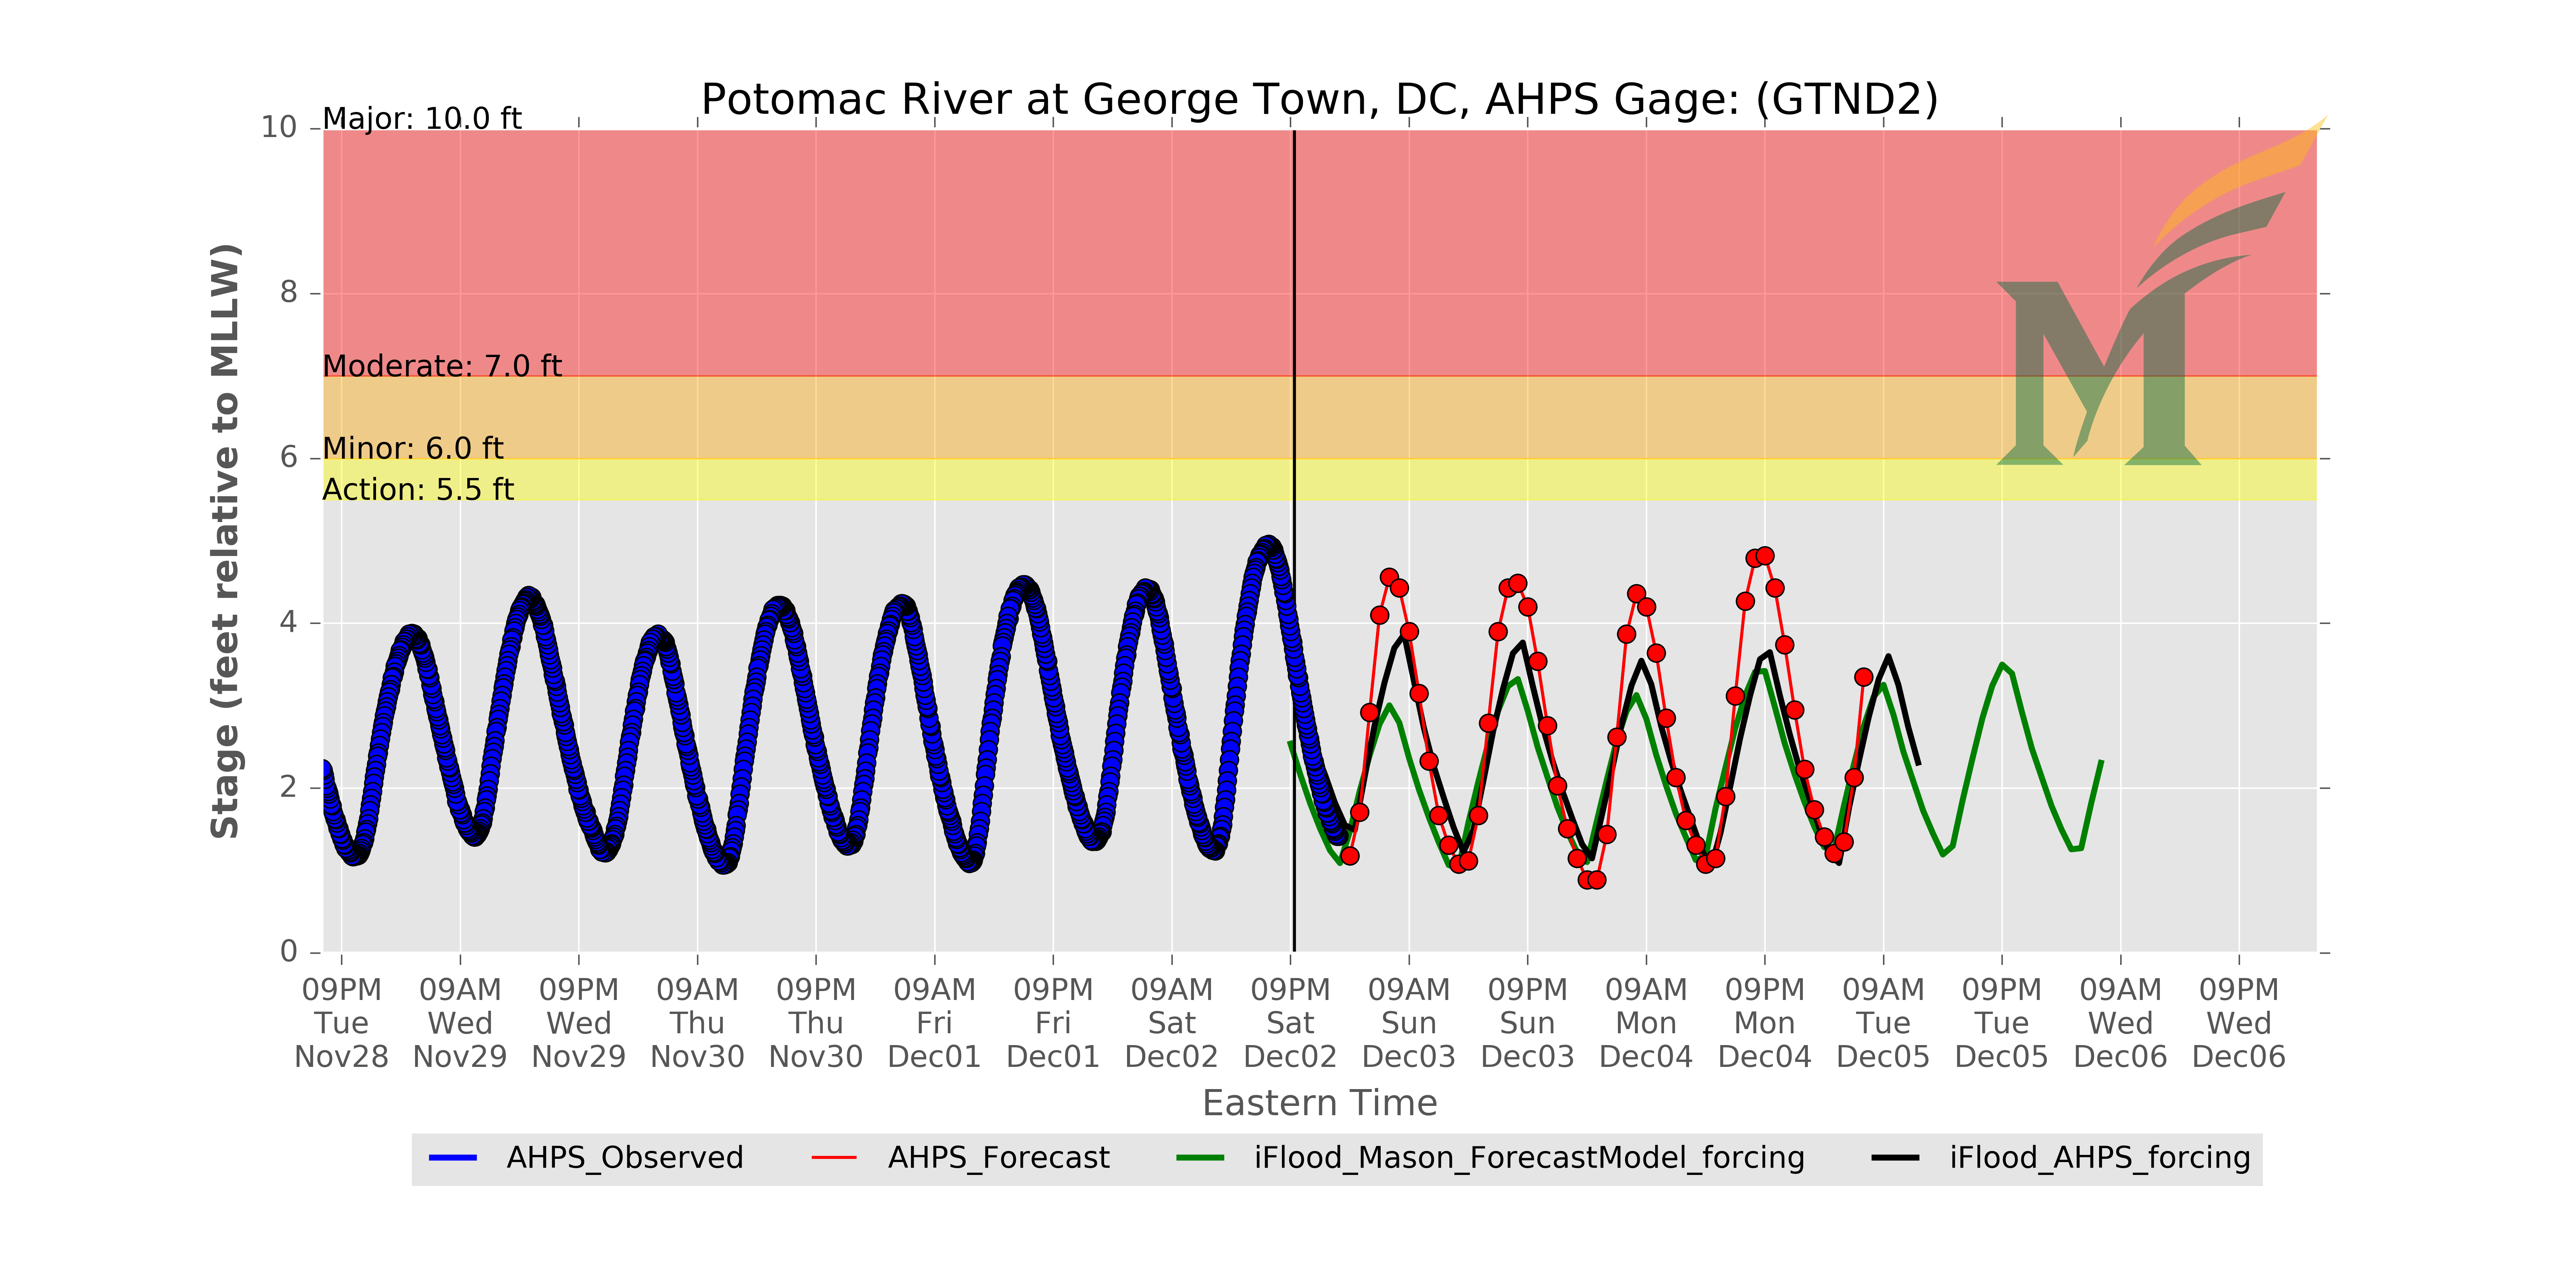 Potomac River at George Town, DC, AHPS Gage: (GTND2)
Major: 10.0 ft
Moderate: 7.0 ft
Minor: 6.0 ft
Action: 5.5 ft
Stage (feet relative to MLLW)
10
8
6
4
2
0
09PM 09AM 09PM 09AM 09PM 09AM 09PM 09AM 09PM 09AM 09PM 09AM 09PM 09AM 09PM 09AM 09PM
Tue Wed Wed Thu Thu Fri Fri Sat Sat Sun Sun Mon Mon Tue Tue Wed Wed
Nov28 Nov29 Nov29 Nov30 Nov30 Dec01 Dec01 Dec02 Dec02 Dec03 Dec03 Dec04 Dec04 Dec05 Dec05 Dec06 Dec06
Eastern Time
AHPS_Observed AHPS_Forecast iFlood_Mason_ForecastModel_forcing iFlood_AHPS_forcing
M